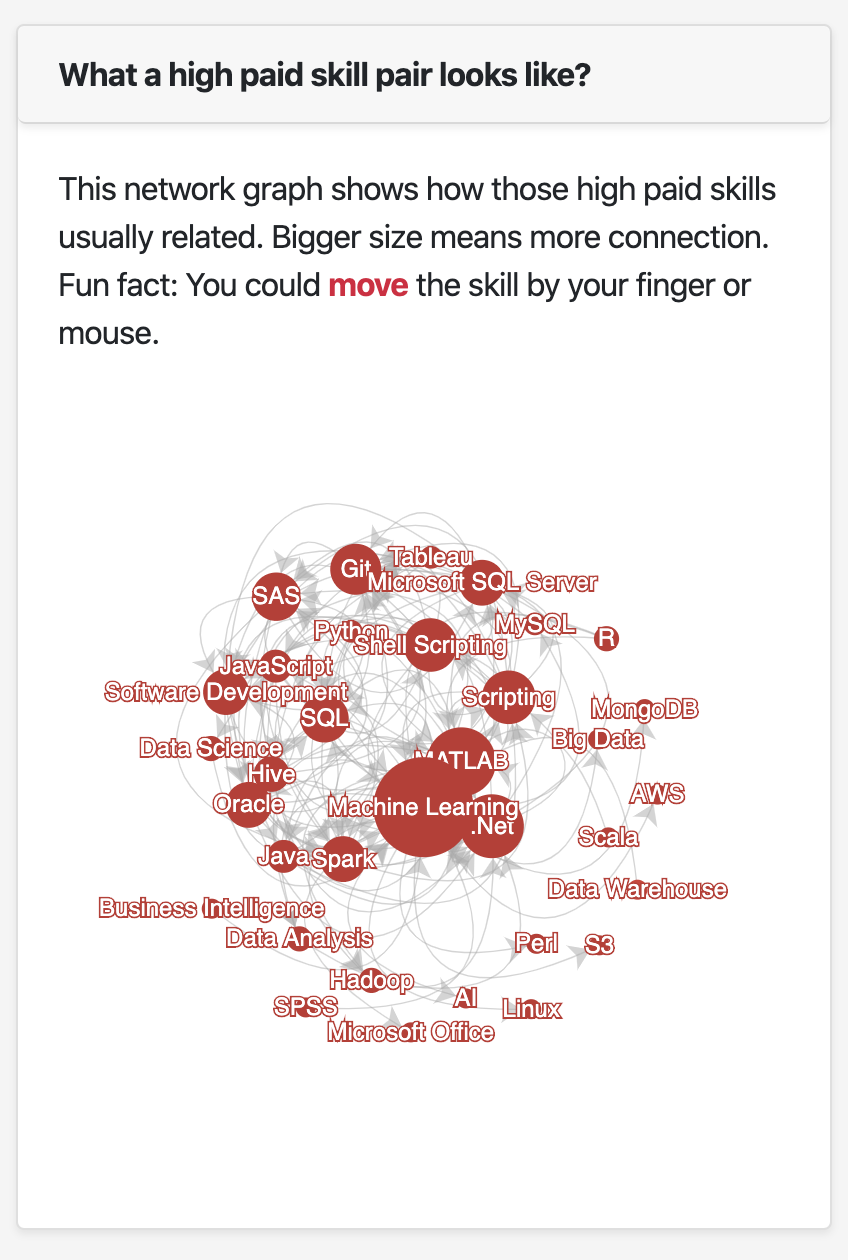 What a high paid skill pair looks like?
This network graph shows how those high paid skills
usually related. Bigger size means more connection.
Fun fact: You could move the skill by your finger or
mouse.
Tableau
Git
Microsoft SQL Server
SAS
MySQL
Python
R
Shell Scripting
JavaScript
Software Development
Scripting
MongoDB
SQL
Big Data
Data Science
MATLAB
Hive
AWS
Oracle
Machine Learning
.Net
Scala
Java
Spark
Data Warehouse
Business Intelligence
Data Analysis
Perl
S3
Hadoop
AI
SPSS
Linux
Microsoft Office